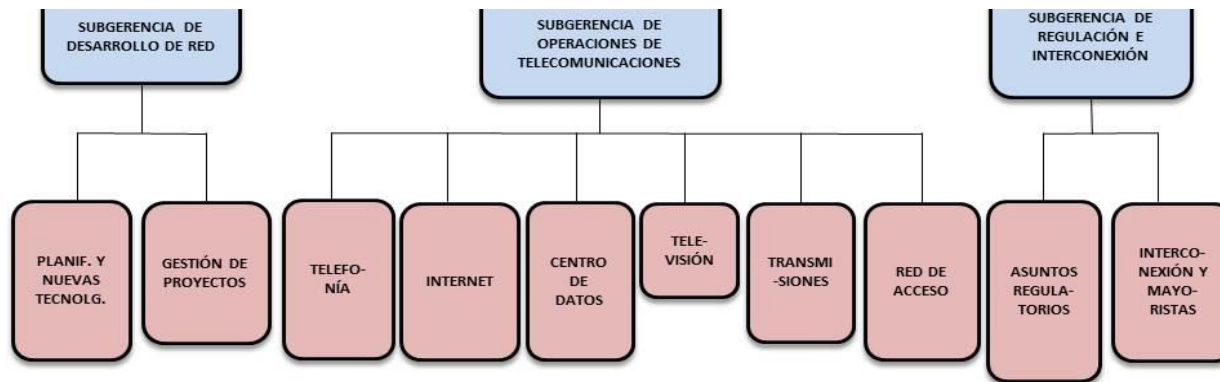 SUBGERENCIA DE
DESARROLLO DE RED
SUBGERENCIA DE
OPERACIONES DE
TELECOMUNICACIONES
SUBGERENCIA DE
REGULACIÓN E
INTERCONEXIÓN
PLANIF. Y
NUEVAS
TECNOLG.
GESTIÓN DE
PROYECTOS
TELEFO-
NÍA
INTERNET
CENTRO
DE
DATOS
TELE-
VISIÓN
TRANSMI
-SIONES
RED DE
ACCESO
ASUNTOS
REGULA-
TORIOS
INTERCO-
NEXIÓN Y
MAYO-
RISTAS